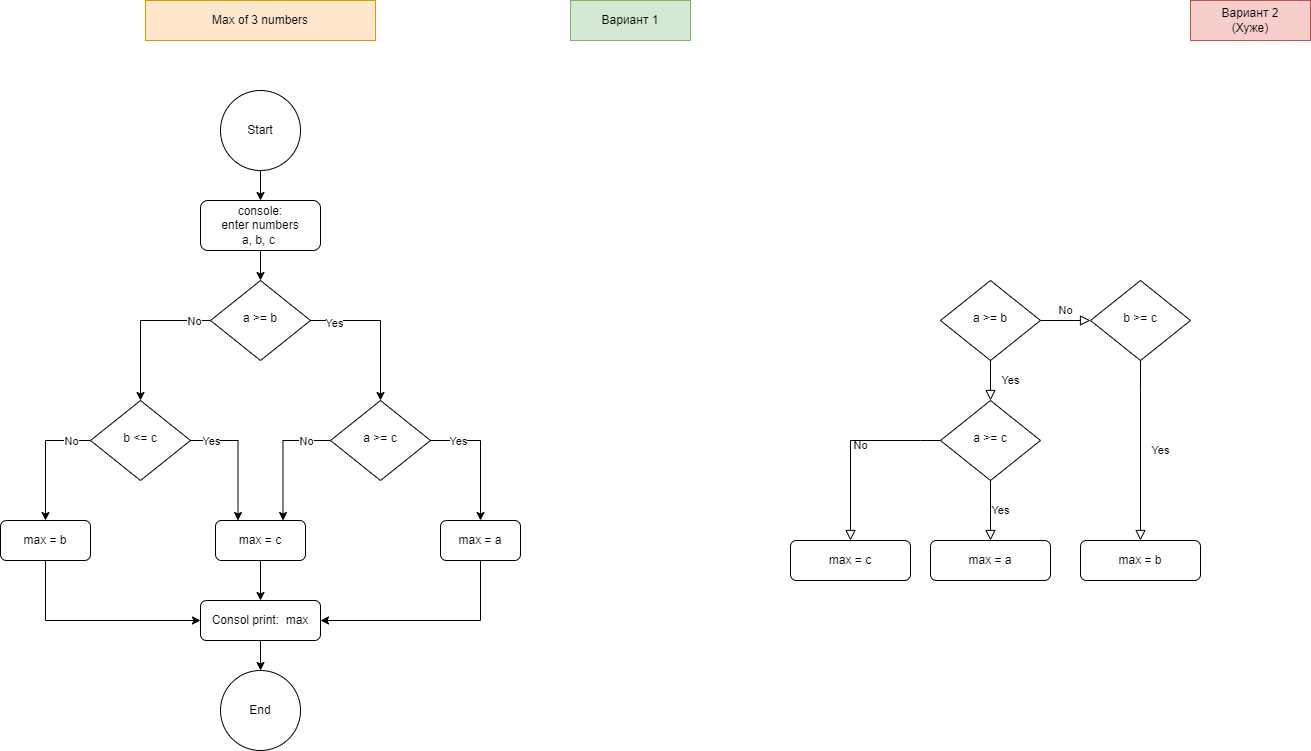 Max of 3 numbers
Вариант 1
Вариант 2
(Хуже)
Start
console:
enter numbers
a, b, c
a >= b
No
Yes
b <= c
No
Yes
a >= c
No
Yes
max = b
max = c
max = a
Consol print:  max
End
a >= b
No
b >= c
Yes
a >= c
No
Yes
Yes
max = c
max = a
max = b